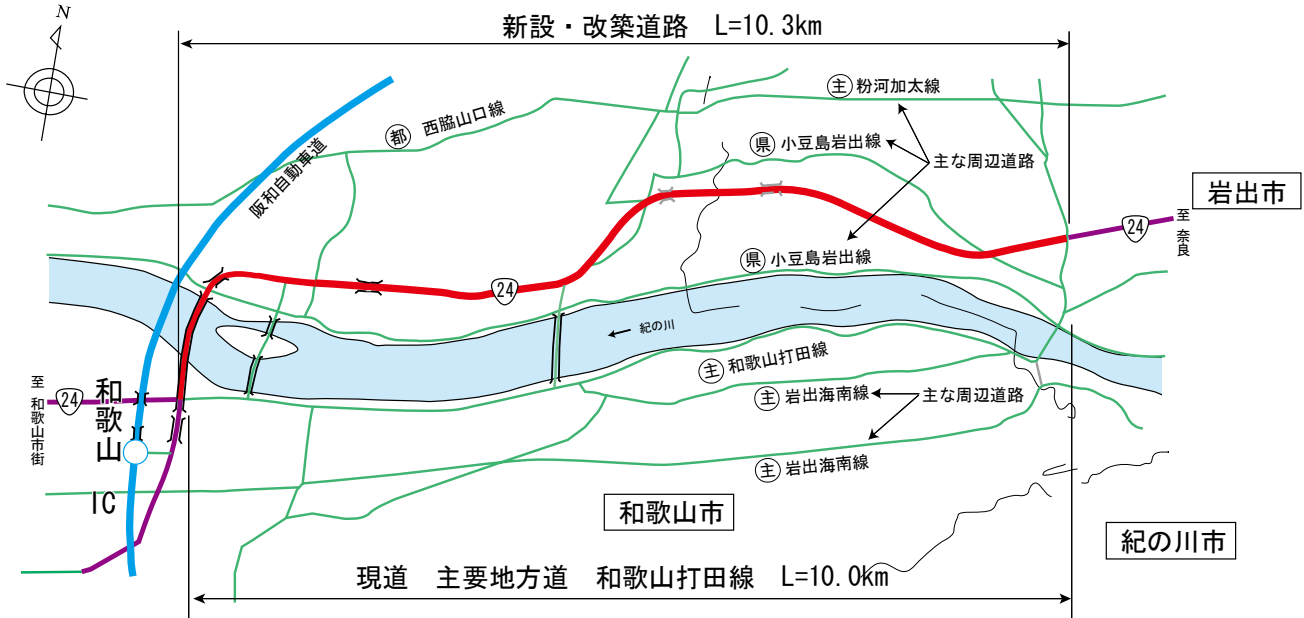 N
新設・改築道路 L=10.3km
主 粉河加太線
都 西脇山口線
県 小豆島岩出線
主な周辺道路
阪和自動車道
岩出市
24
至 奈良
県 小豆島岩出線
24
紀の川
主 和歌山打田線
至 和歌山市街
24
和歌山
IC
主 岩出海南線
主な周辺道路
主 岩出海南線
和歌山市
紀の川市
現道 主要地方道 和歌山打田線 L=10.0km